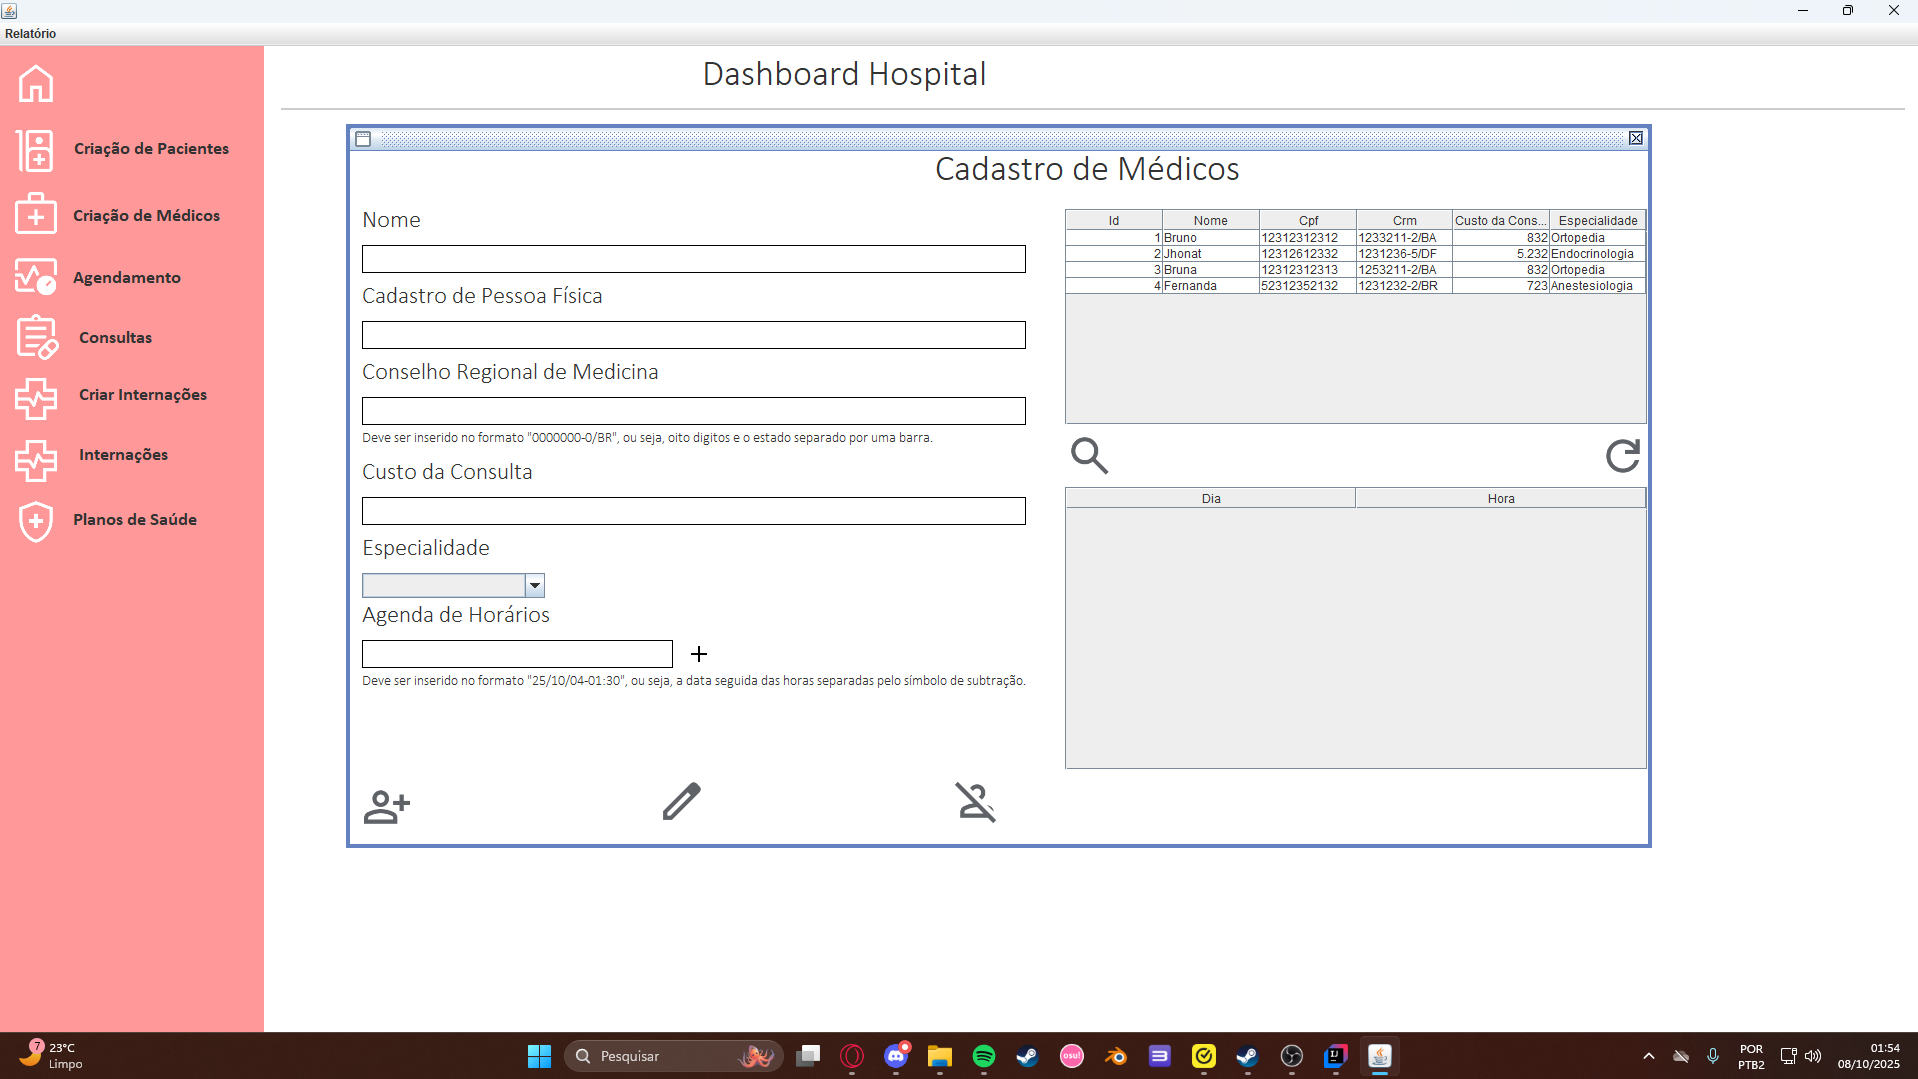 Relatório
Dashboard Hospital
Criação de Pacientes
Criação de Médicos
Agendamento
Consultas
Criar Internações
Internações
Planos de Saúde
Cadastro de Médicos
Nome
Cadastro de Pessoa Física
Conselho Regional de Medicina
Deve ser inserido no formato "0000000-0/BR", ou seja, oito digitos e o estado separado por uma barra.
Custo da Consulta
Especialidade
Agenda de Horários
Deve ser inserido no formato "25/10/04-01:30", ou seja, a data seguida das horas separadas pelo símbolo de subtração.
Id Nome Cpf Crm Custo da Cons... Especialidade
1 Bruno 12312312312 1233211-2/BA 832 Ortopedia
2 Jhonat 12312612332 1231236-5/DF 5.232 Endocrinologia
3 Bruna 12312312313 1253211-2/BA 832 Ortopedia
4 Fernanda 52312352132 1231232-2/BR 723 Anestesiologia
Dia Hora
7
23°C
Limpo
Pesquisar
osu!
IJ
POR
PTB2
01:54
08/10/2025